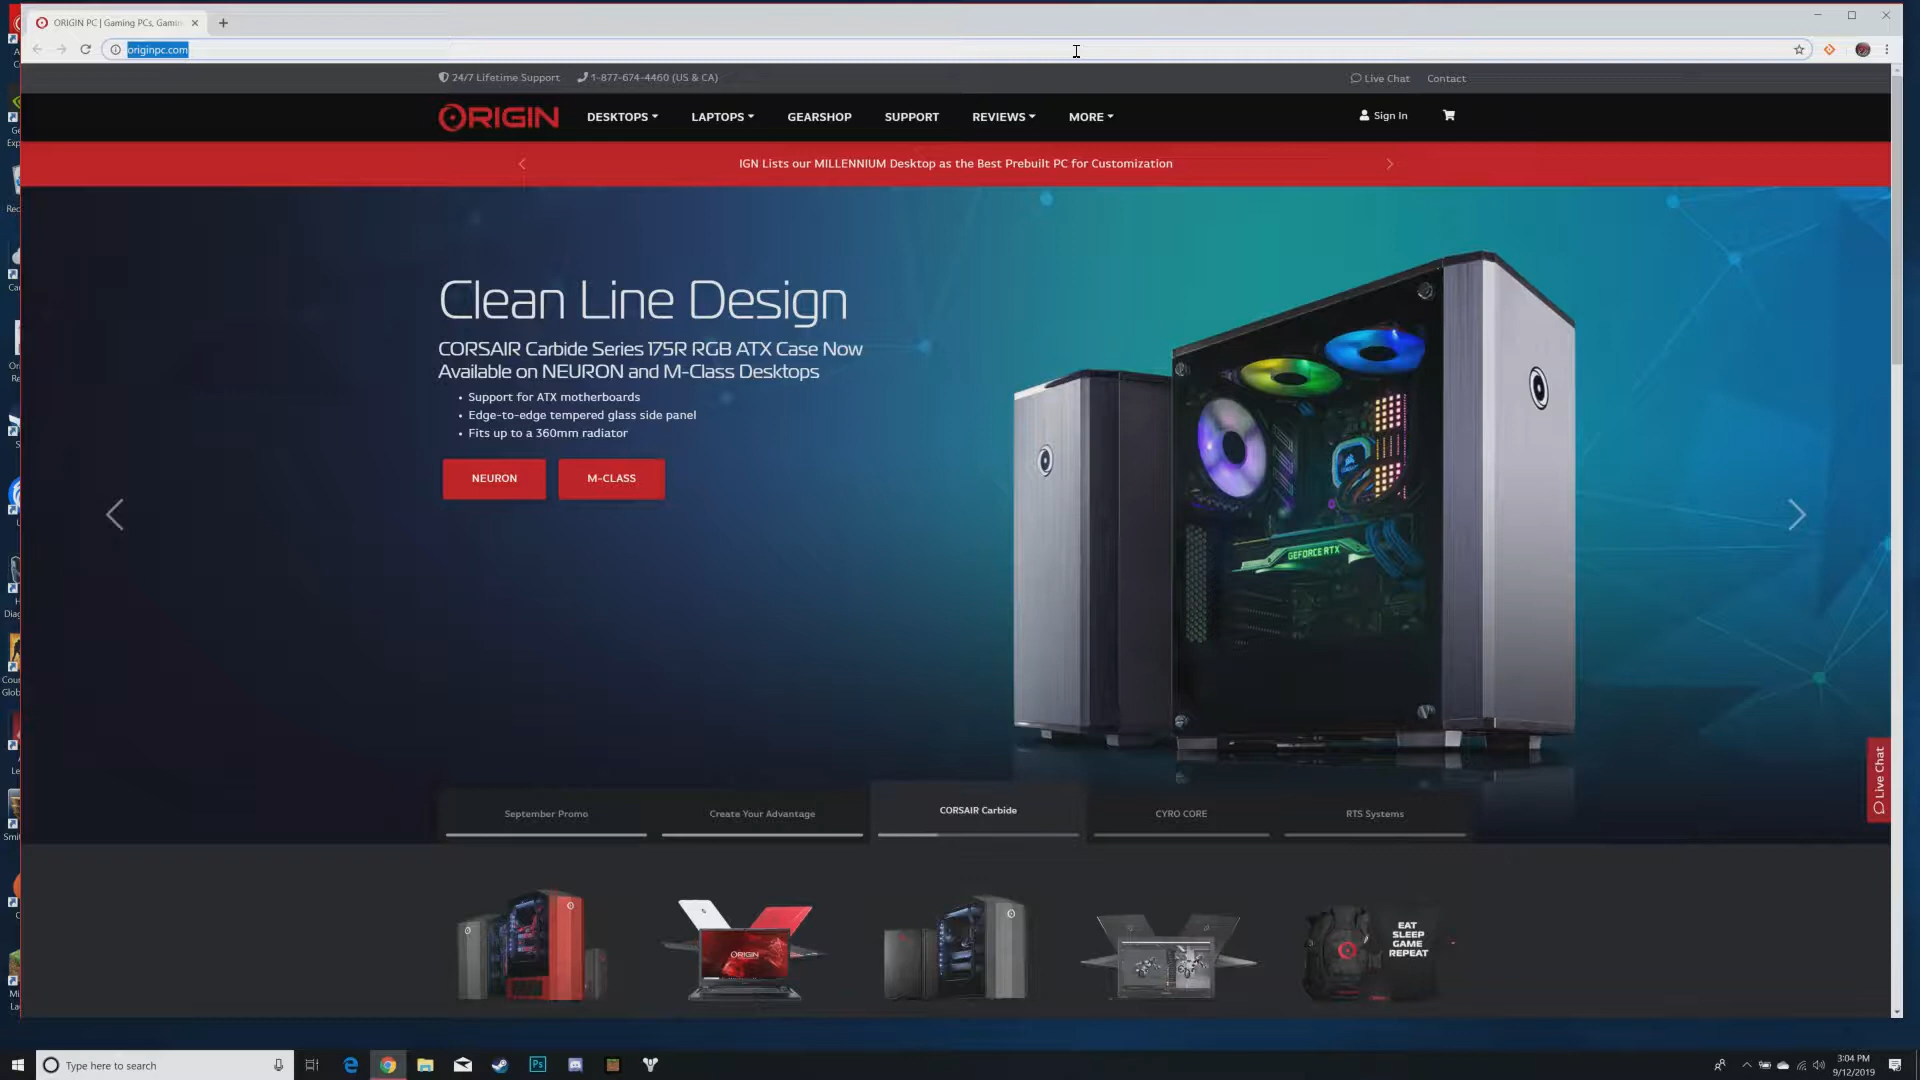 ORIGIN PC | Gaming PCs, Gamin
originpc.com
24/7 Lifetime Support
1-877-674-4460 (US & CA)
Live Chat
Contact
ORIGIN
DESKTOPS
LAPTOPS
GEARSHOP
SUPPORT
REVIEWS
MORE
Sign In
IGN Lists our MILLENNIUM Desktop as the Best Prebuilt PC for Customization
Clean Line Design
CORSAIR Carbide Series 175R RGB ATX Case Now
Available on NEURON and M-Class Desktops
• Support for ATX motherboards
• Edge-to-edge tempered glass side panel
• Fits up to a 360mm radiator
NEURON
M-CLASS
GEFORCE RTX
Live Chat
September Promo
Create Your Advantage
CORSAIR Carbide
CYRO CORE
RTS Systems
ORIGIN
EAT
SLEEP
GAME
REPEAT
Type here to search
Ps
3:04 PM
9/12/2019